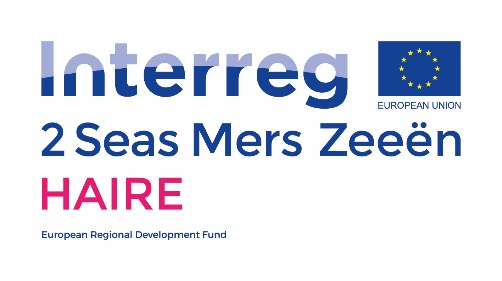 Interreg
EUROPEAN UNION
2 Seas Mers Zeeën
HAIRE
European Regional Development Fund